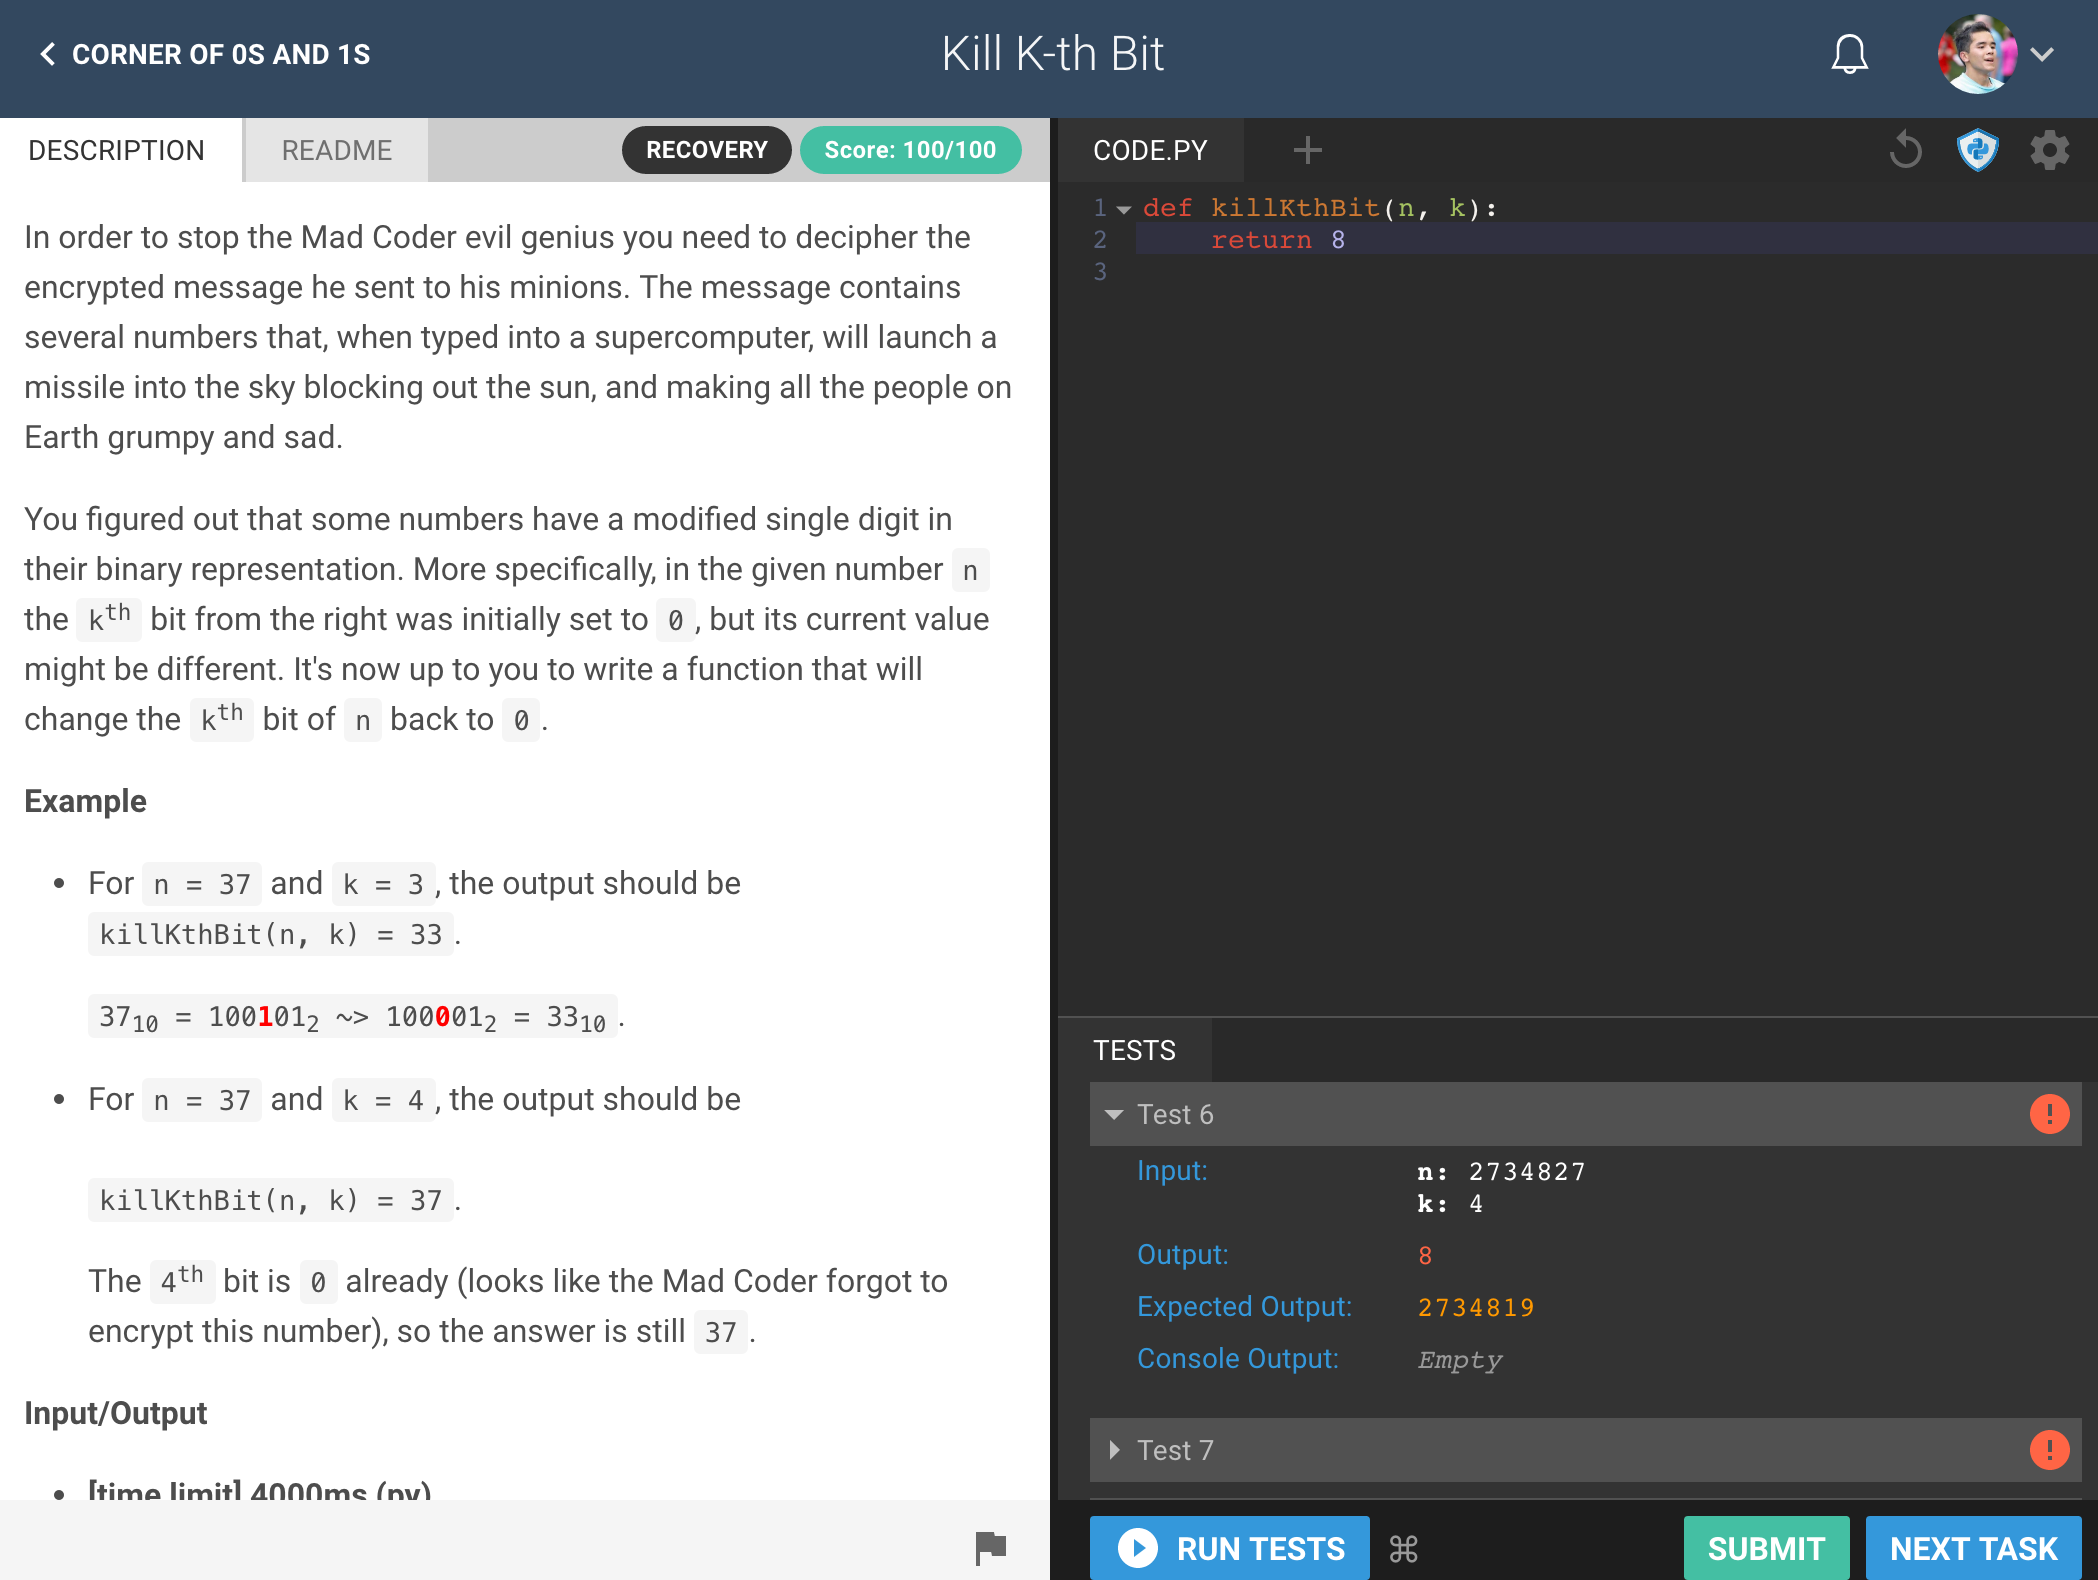 CORNER OF 0S AND 1S
Kill K-th Bit
DESCRIPTION
README
RECOVERY
Score: 100/100
In order to stop the Mad Coder evil genius you need to decipher the
encrypted message he sent to his minions. The message contains
several numbers that, when typed into a supercomputer, will launch a
missile into the sky blocking out the sun, and making all the people on
Earth grumpy and sad.
You figured out that some numbers have a modified single digit in
their binary representation. More specifically, in the given number n
the kᵗʰ bit from the right was initially set to 0, but its current value
might be different. It's now up to you to write a function that will
change the kᵗʰ bit of n back to 0.
Example
• For n = 37 and k = 3, the output should be
killKthBit(n, k) = 33.
37₁₀ = 100101₂ ~> 100001₂ = 33₁₀.
• For n = 37 and k = 4, the output should be
killKthBit(n, k) = 37.
The 4ᵗʰ bit is 0 already (looks like the Mad Coder forgot to
encrypt this number), so the answer is still 37.
Input/Output
• [time limit] 4000ms (py)
CODE.PY
1 def killKthBit(n, k):
2     return 8
3
TESTS
Test 6
Input: n: 2734827
k: 4
Output: 8
Expected Output: 2734819
Console Output: Empty
Test 7
RUN TESTS ⌘
SUBMIT
NEXT TASK